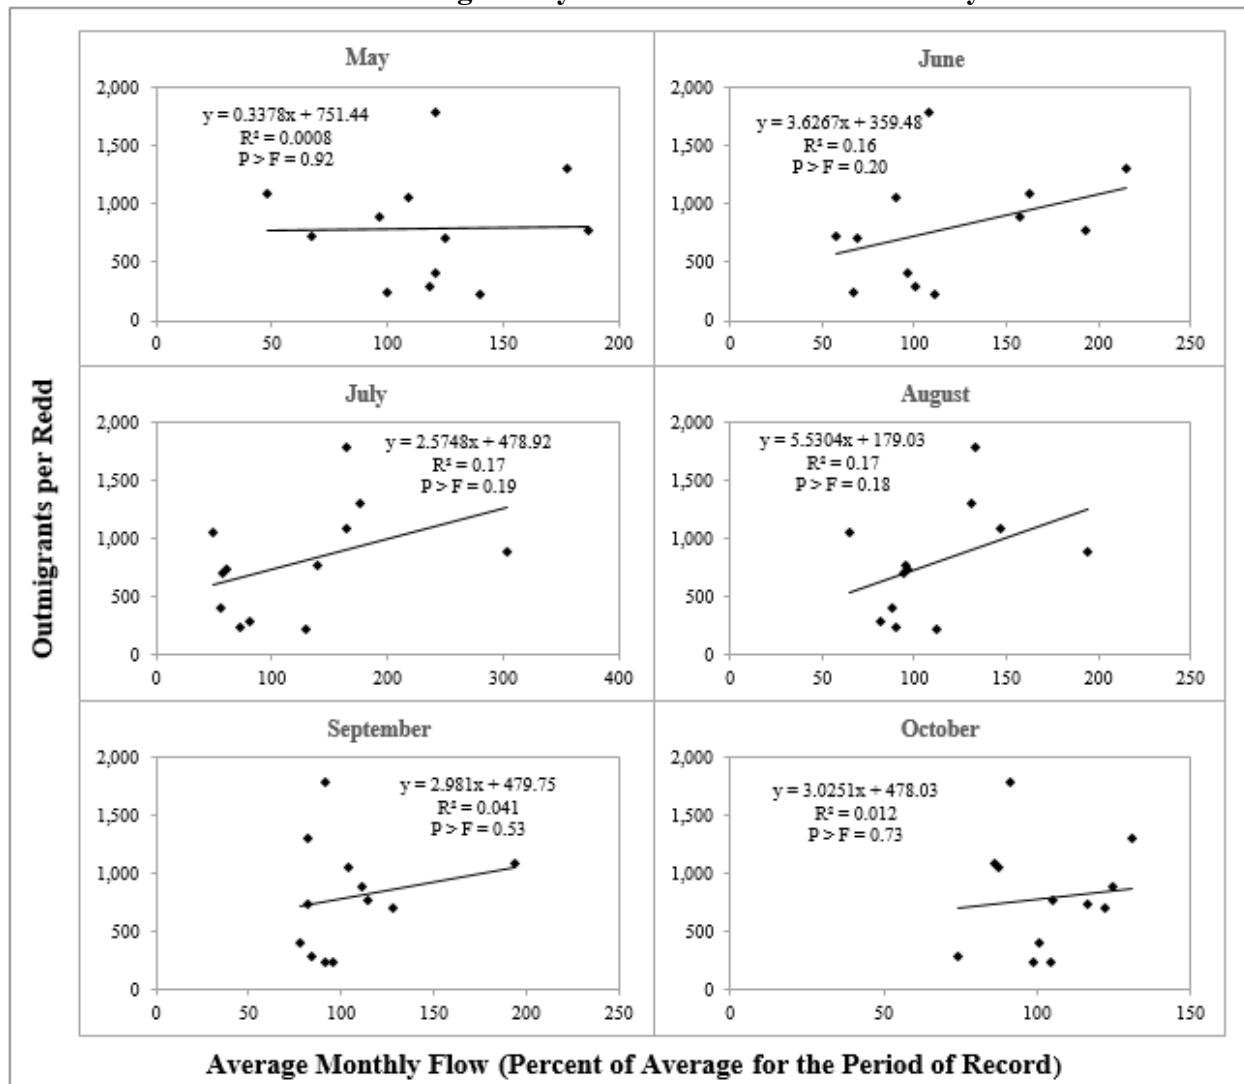 Outmigrants per Redd
May
y = 0.3378x + 751.44
R² = 0.0008
P > F = 0.92
2,000
1,500
1,000
500
0
0 50 100 150 200
June
y = 3.6267x + 359.48
R² = 0.16
P > F = 0.20
2,000
1,500
1,000
500
0
0 50 100 150 200 250
July
y = 2.5748x + 478.92
R² = 0.17
P > F = 0.19
2,000
1,500
1,000
500
0
0 100 200 300 400
August
y = 5.5304x + 179.03
R² = 0.17
P > F = 0.18
2,000
1,500
1,000
500
0
0 50 100 150 200 250
September
y = 2.981x + 479.75
R² = 0.041
P > F = 0.53
2,000
1,500
1,000
500
0
0 50 100 150 200 250
October
y = 3.0251x + 478.03
R² = 0.012
P > F = 0.73
2,000
1,500
1,000
500
0
0 50 100 150
Average Monthly Flow (Percent of Average for the Period of Record)